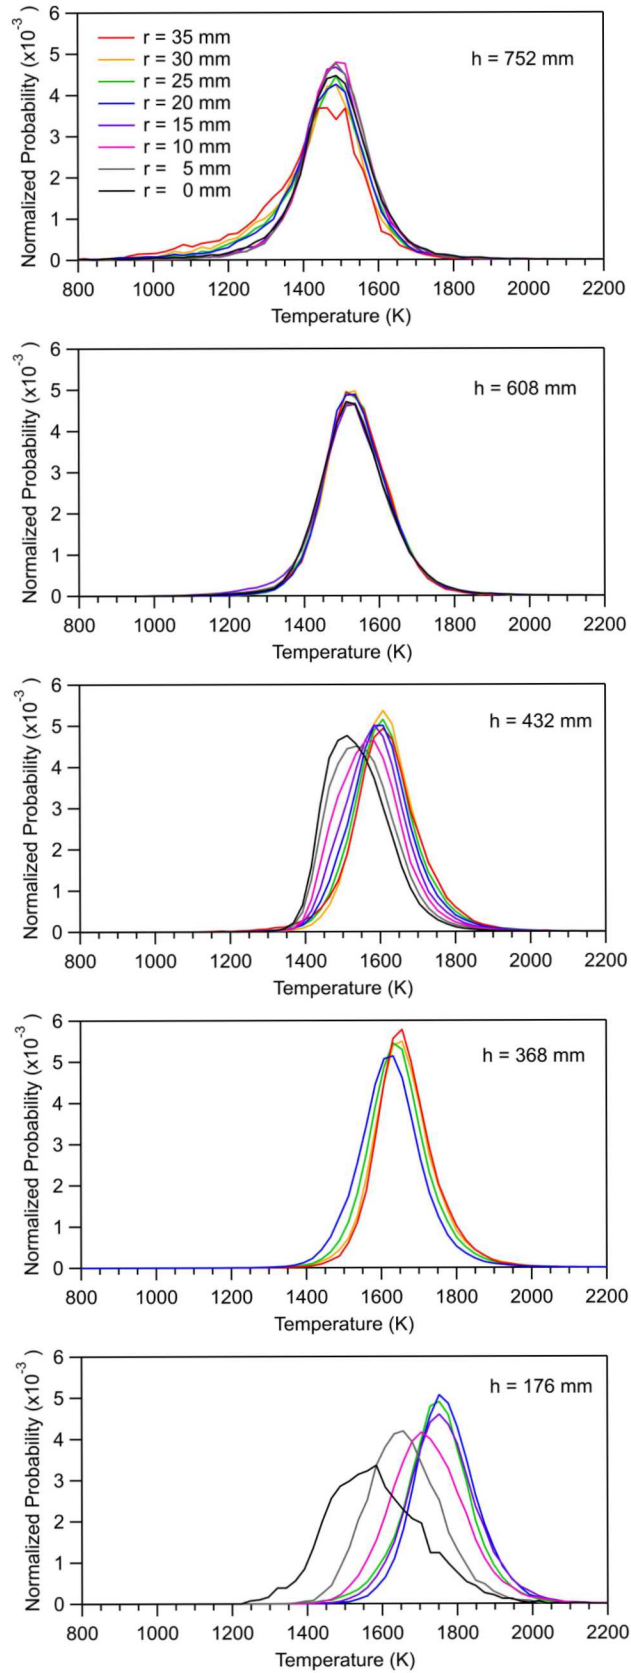 Normalized Probability (x10⁻³)
6
5
4
3
2
1
0
r = 35 mm
r = 30 mm
r = 25 mm
r = 20 mm
r = 15 mm
r = 10 mm
r = 5 mm
r = 0 mm
h = 752 mm
800 1000 1200 1400 1600 1800 2000 2200
Temperature (K)
Normalized Probability (x10⁻³)
6
5
4
3
2
1
0
h = 608 mm
800 1000 1200 1400 1600 1800 2000 2200
Temperature (K)
Normalized Probability (x10⁻³)
6
5
4
3
2
1
0
h = 432 mm
800 1000 1200 1400 1600 1800 2000 2200
Temperature (K)
Normalized Probability (x10⁻³)
6
5
4
3
2
1
0
h = 368 mm
800 1000 1200 1400 1600 1800 2000 2200
Temperature (K)
Normalized Probability (x10⁻³)
6
5
4
3
2
1
0
h = 176 mm
800 1000 1200 1400 1600 1800 2000 2200
Temperature (K)